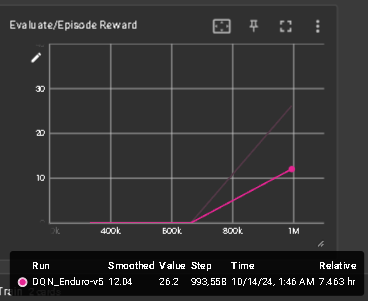 Evaluate/Episode Reward
30
20
10
400k 600k 800k 1M
Run Smoothed Value Step Time Relative
DQN_Enduro-v5 12.04 26.2 993,558 10/14/24, 1:46 AM 7.463 hr